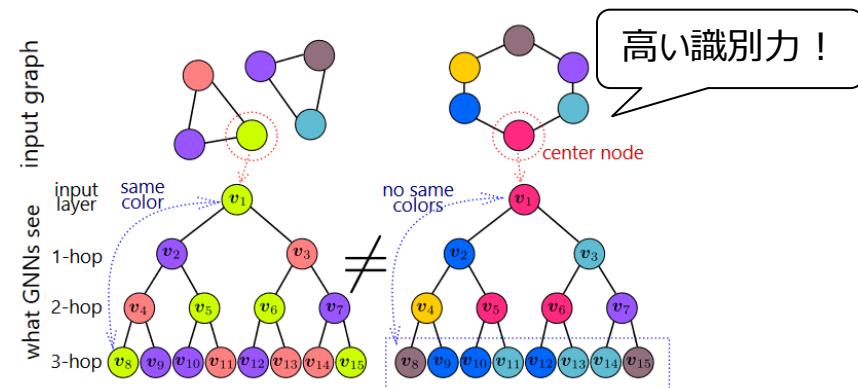 高い識別力！
input graph
center node
what GNNs see
input
layer
same
color
no same
colors
1-hop
2-hop
3-hop
v1
v2 v3
v4 v5 v6 v7
v8 v9 v10 v11 v12 v13 v14 v15
≠
v1
v2 v3
v4 v5 v6 v7
v8 v9 v10 v11 v12 v13 v14 v15